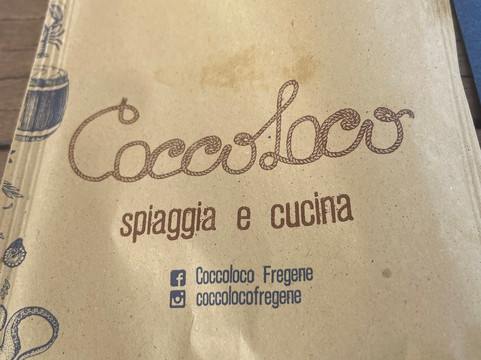 CoccoLoco
spiaggia e cucina
Coccoloco Fregene
coccolocofregene